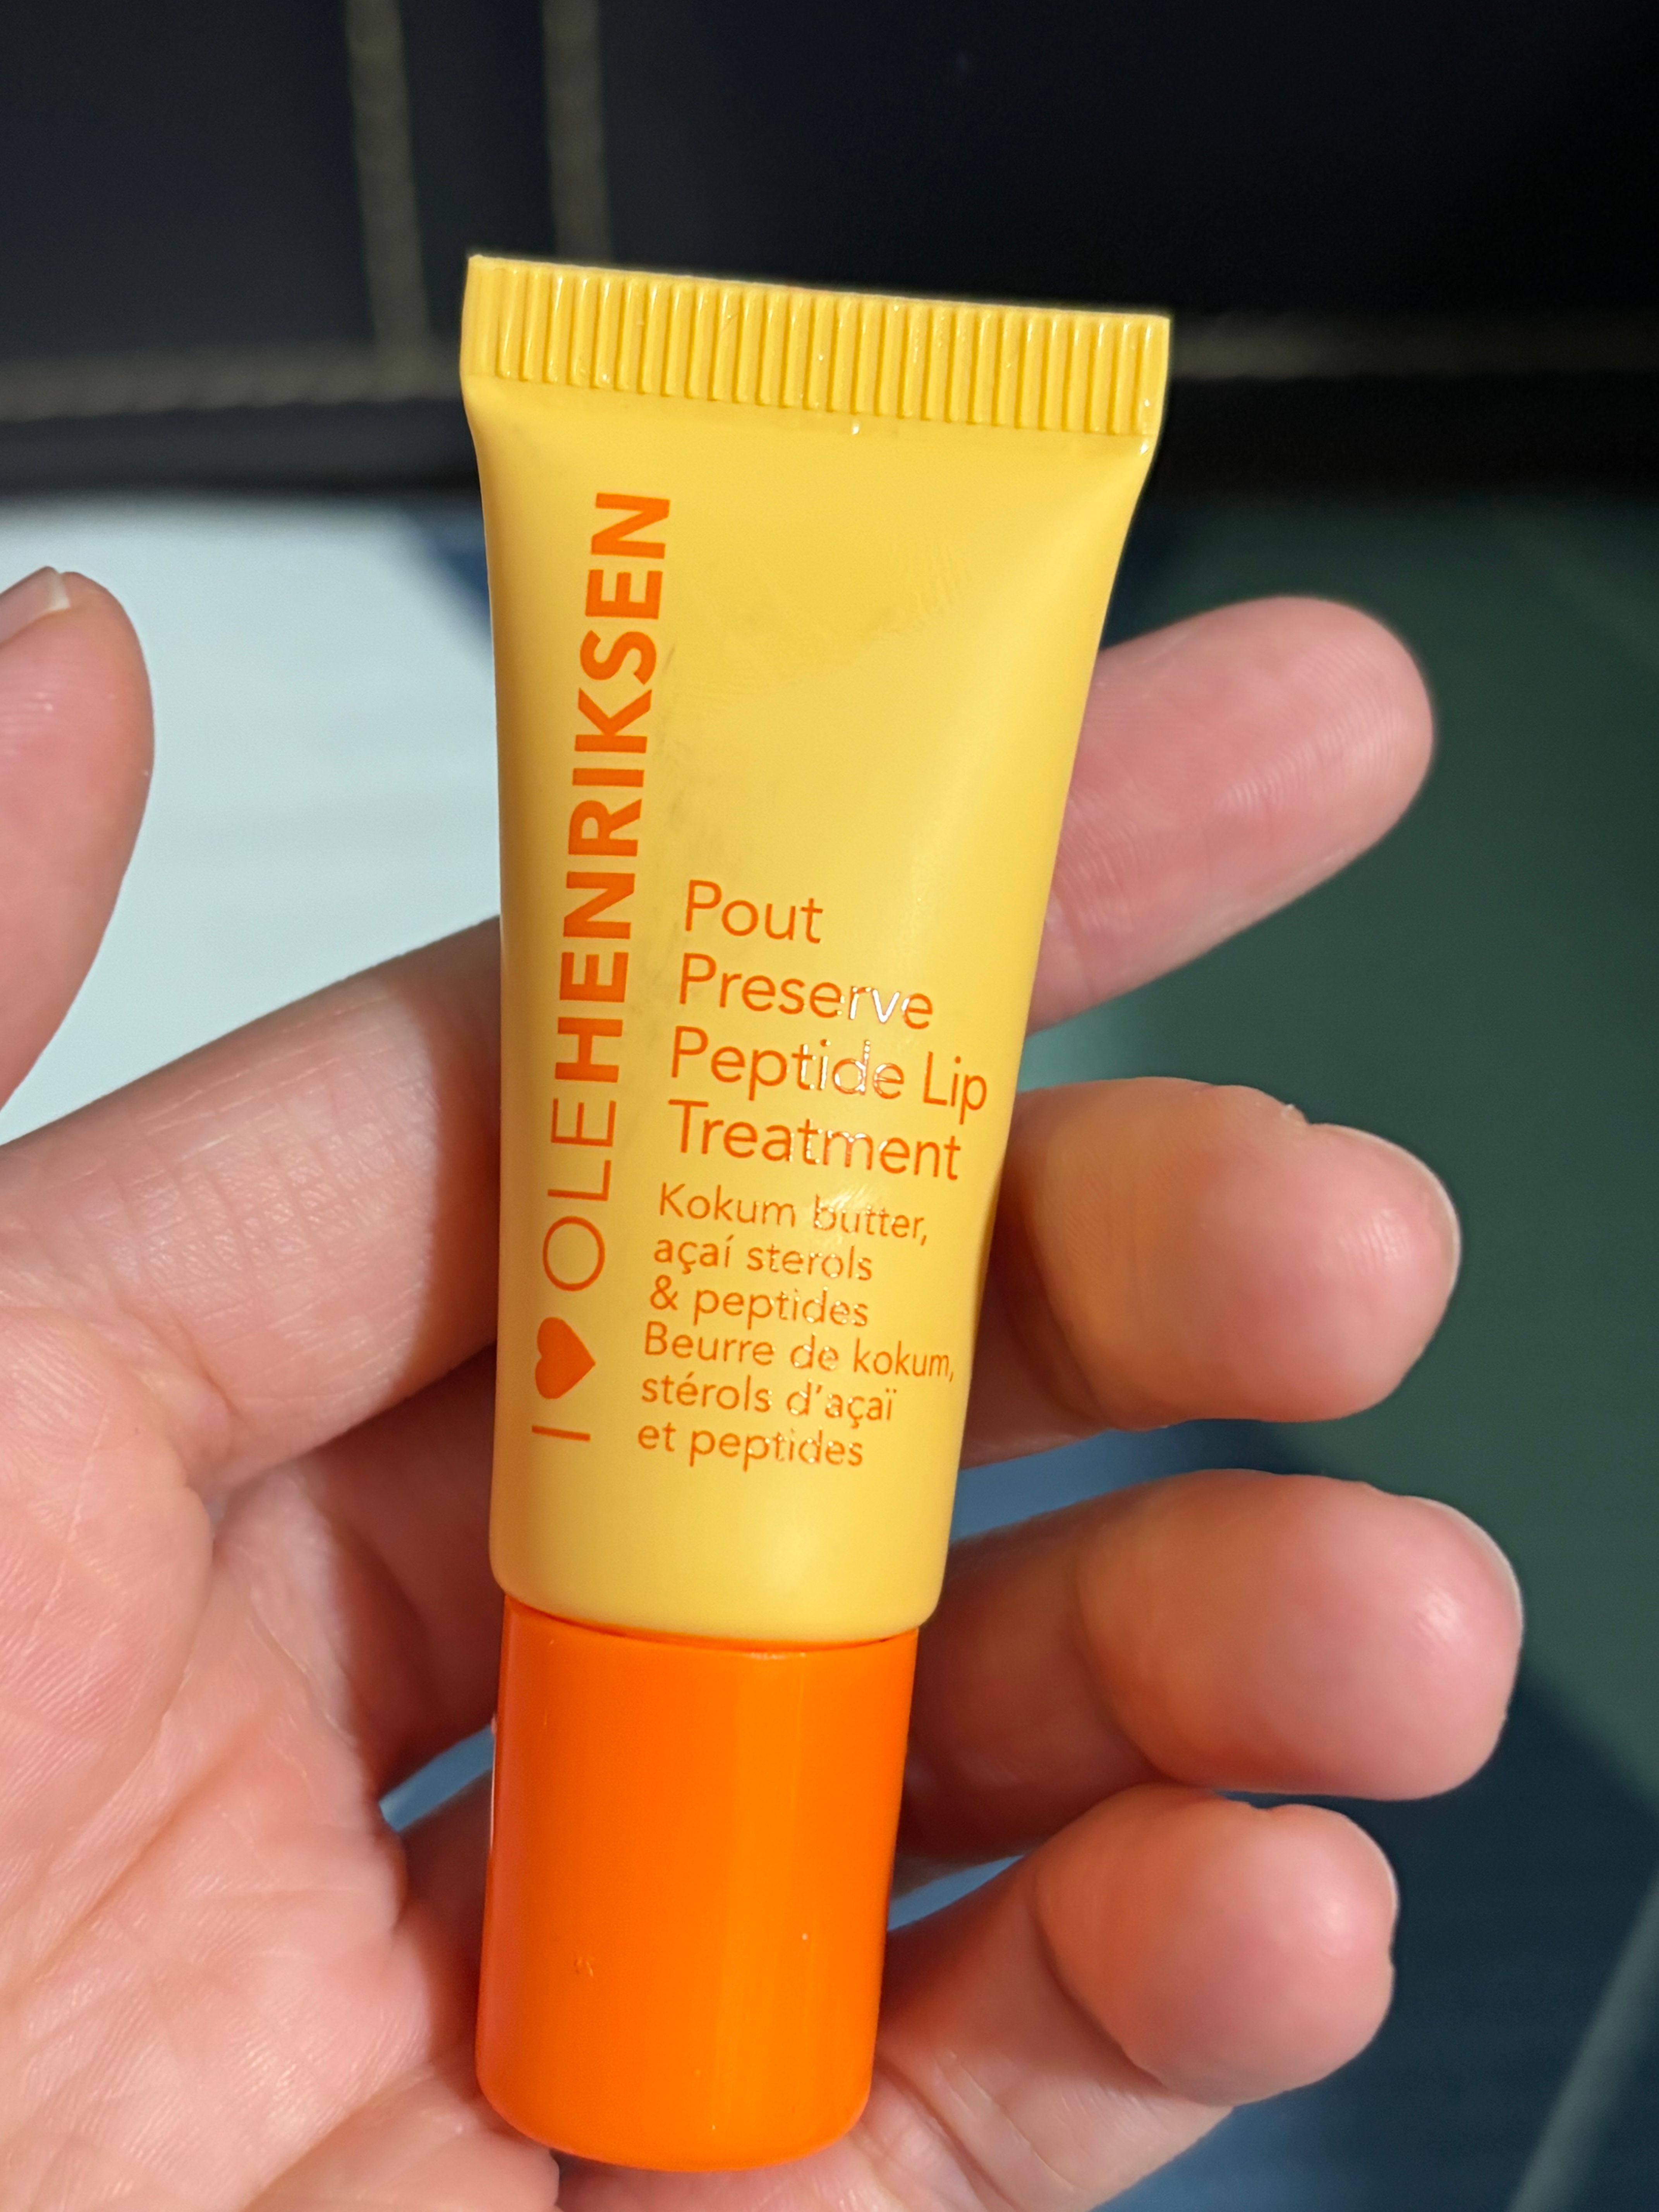 I ♥ OLEHENRIKSEN
Pout
Preserve
Peptide Lip
Treatment
Kokum butter,
açaí sterols
& peptides
Beurre de kokum,
stérols d'açaï
et peptides